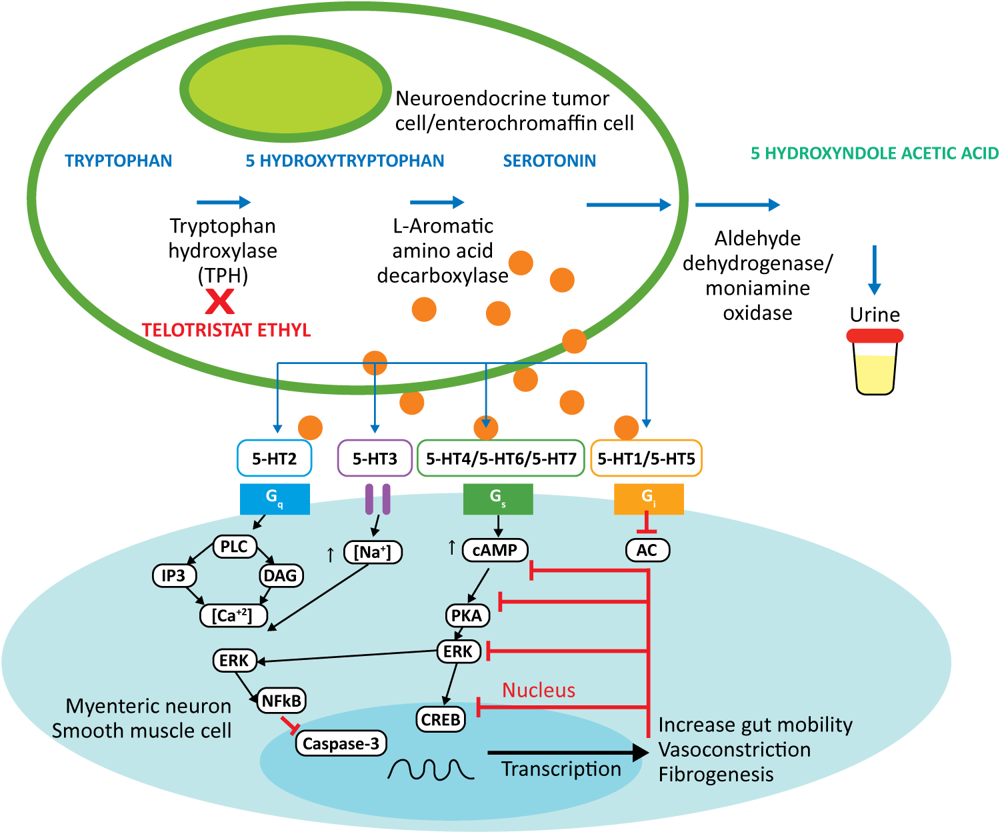 Neuroendocrine tumor
cell/enterochromaffin cell
TRYPTOPHAN
5 HYDROXYTRYPTOPHAN
SEROTONIN
5 HYDROXYNDOLE ACETIC ACID
Tryptophan
hydroxylase
(TPH)
X
TELOTRISTAT ETHYL
L-Aromatic
amino acid
decarboxylase
Aldehyde
dehydrogenase/
moniamine
oxidase
Urine
5-HT2
5-HT3
5-HT4/5-HT6/5-HT7
5-HT1/5-HT5
Gq
Gs
Gi
PLC
IP3
DAG
[Ca+2]
↑ [Na+]
↑ cAMP
AC
PKA
ERK
ERK
NFkB
Caspase-3
CREB
Nucleus
Myenteric neuron
Smooth muscle cell
Transcription
Increase gut mobility
Vasoconstriction
Fibrogenesis